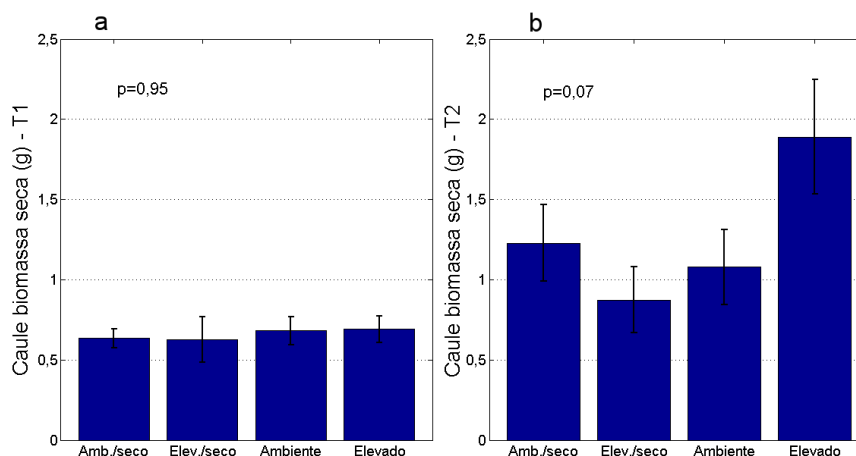 a
Caule biomassa seca (g) - T1
2,5
2
1,5
1
0,5
0
p=0,95
Amb./seco Elev./seco Ambiente Elevado
b
Caule biomassa seca (g) - T2
2,5
2
1,5
1
0,5
0
p=0,07
Amb./seco Elev./seco Ambiente Elevado